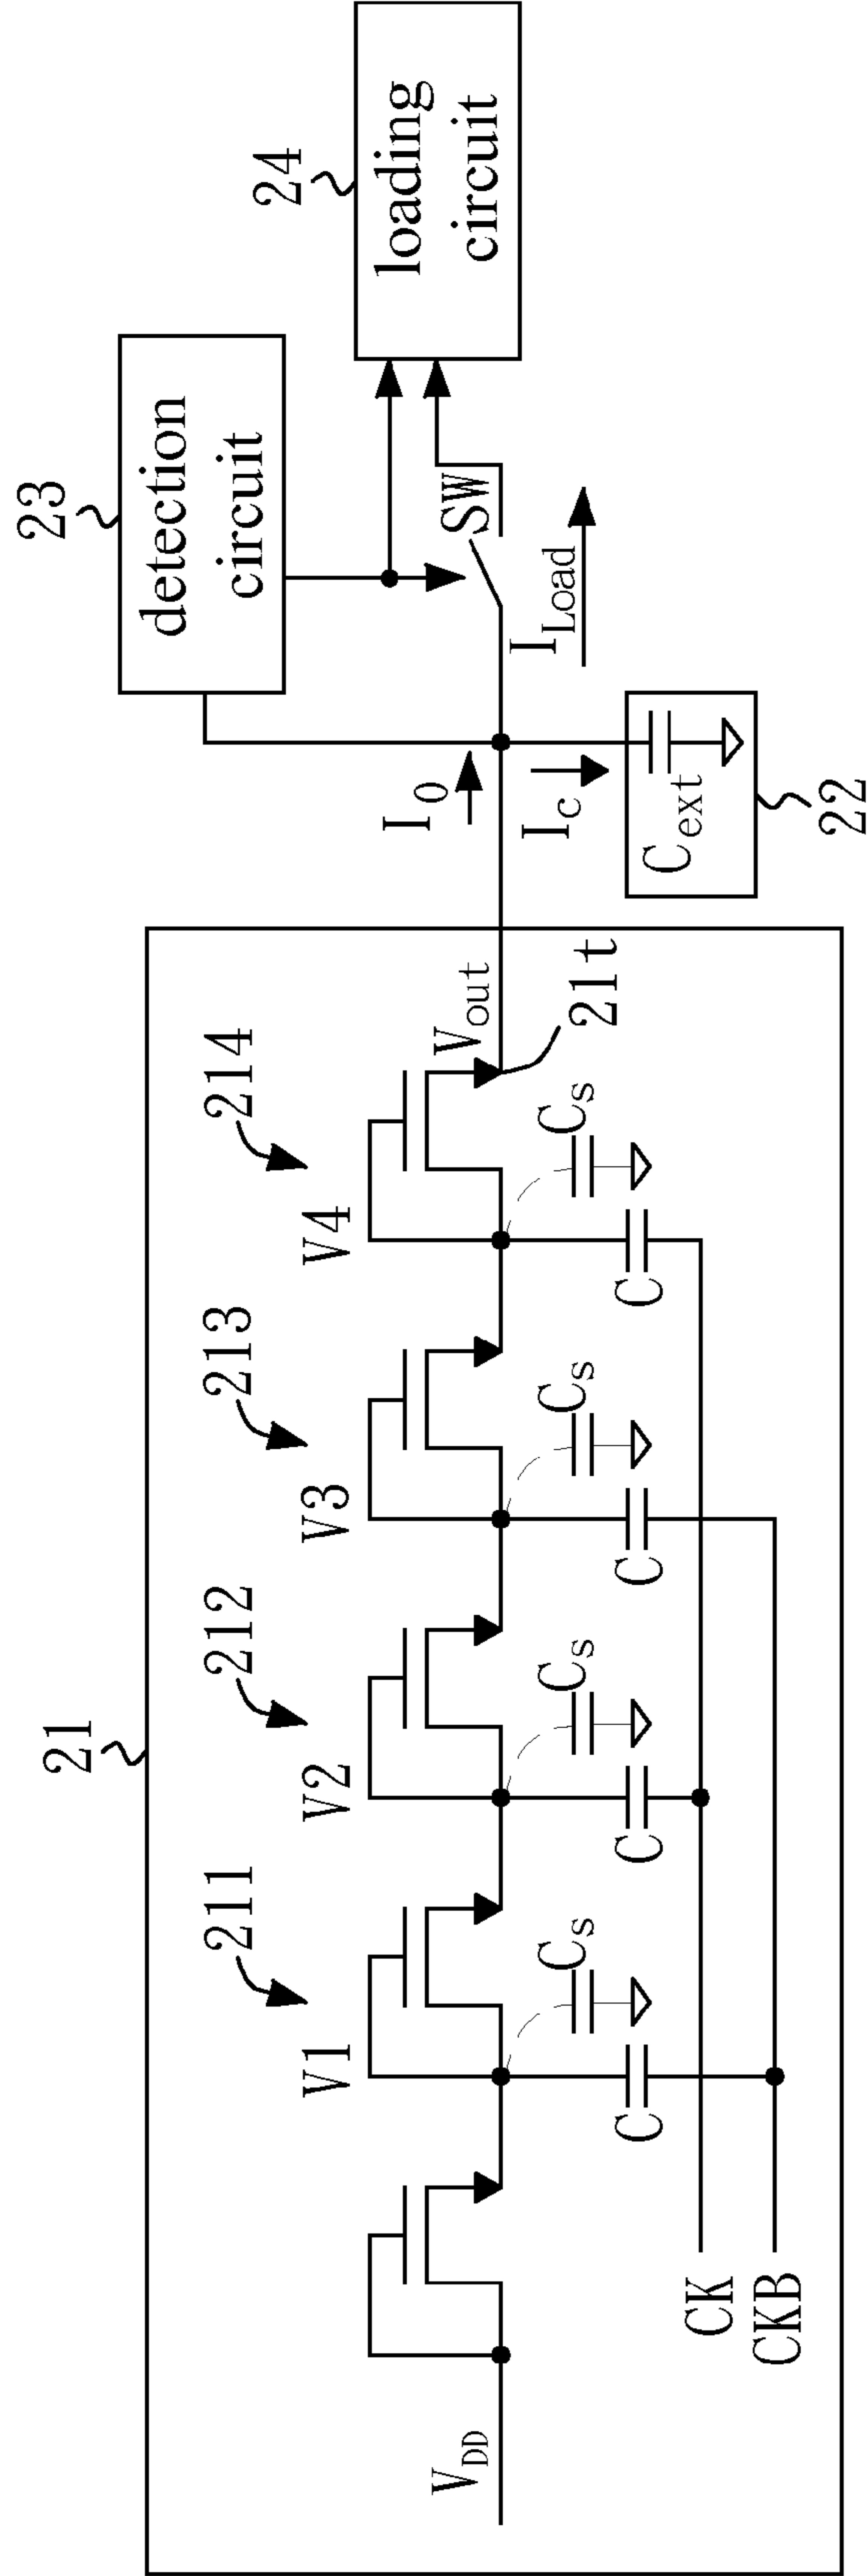 21
211
212
213
214
V1
V2
V3
V4
V_DD
V_out
21t
C_s
C_s
C_s
C_s
C
C
C
C
CK
CKB
I_0
I_c
C_ext
22
23
detection
circuit
SW
I_Load
24
loading
circuit